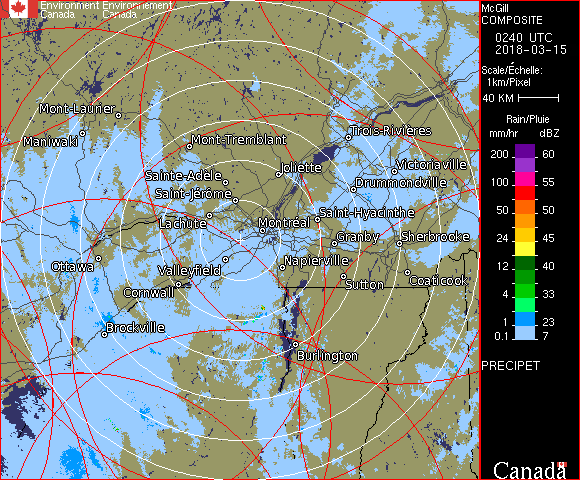 Environment Environnement
Canada Canada
McGill
COMPOSITE
0240 UTC
2018-03-15
Scale/Échelle:
1km/Pixel
40 KM
Rain/Pluie
mm/hr dBZ
200 60
100 55
50 50
24 45
12 40
4 33
1 23
0.1 7
PRECIPET
Canada
Mont-Laurier
Maniwaki
Mont-Tremblant
Trois-Rivières
Joliette
Victoriaville
Sainte-Adèle
Drummondville
Saint-Jérôme
Saint-Hyacinthe
Lachute
Montréal
Granby
Sherbrooke
Ottawa
Valleyfield
Napierville
Coaticook
Sutton
Cornwall
Brockville
Burlington